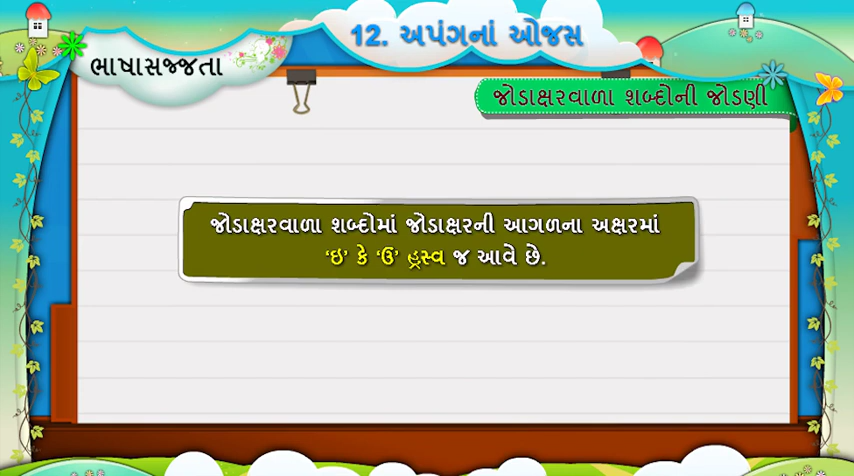 12. અપંગનાં ઓજસ
ભાષાસજ્જતા
જોડાક્ષરવાળા શબ્દોની જોડણી
જોડાક્ષરવાળા શબ્દોમાં જોડાક્ષરની આગળના અક્ષરમાં
‘ઇ’ કે ‘ઉ’ હ્રસ્વ જ આવે છે.